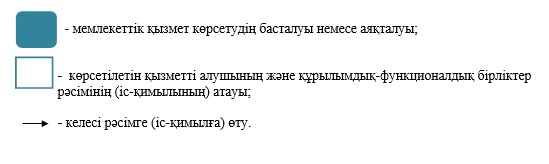 - мемлекеттік қызмет көрсетудің басталуы немесе аяқталуы;
- көрсетілетін қызметті алушының және құрылымдық-функционалдық бірліктер
рәсімінің (іс-қимылының) атауы;
- келесі рәсімге (іс-қимылға) өту.